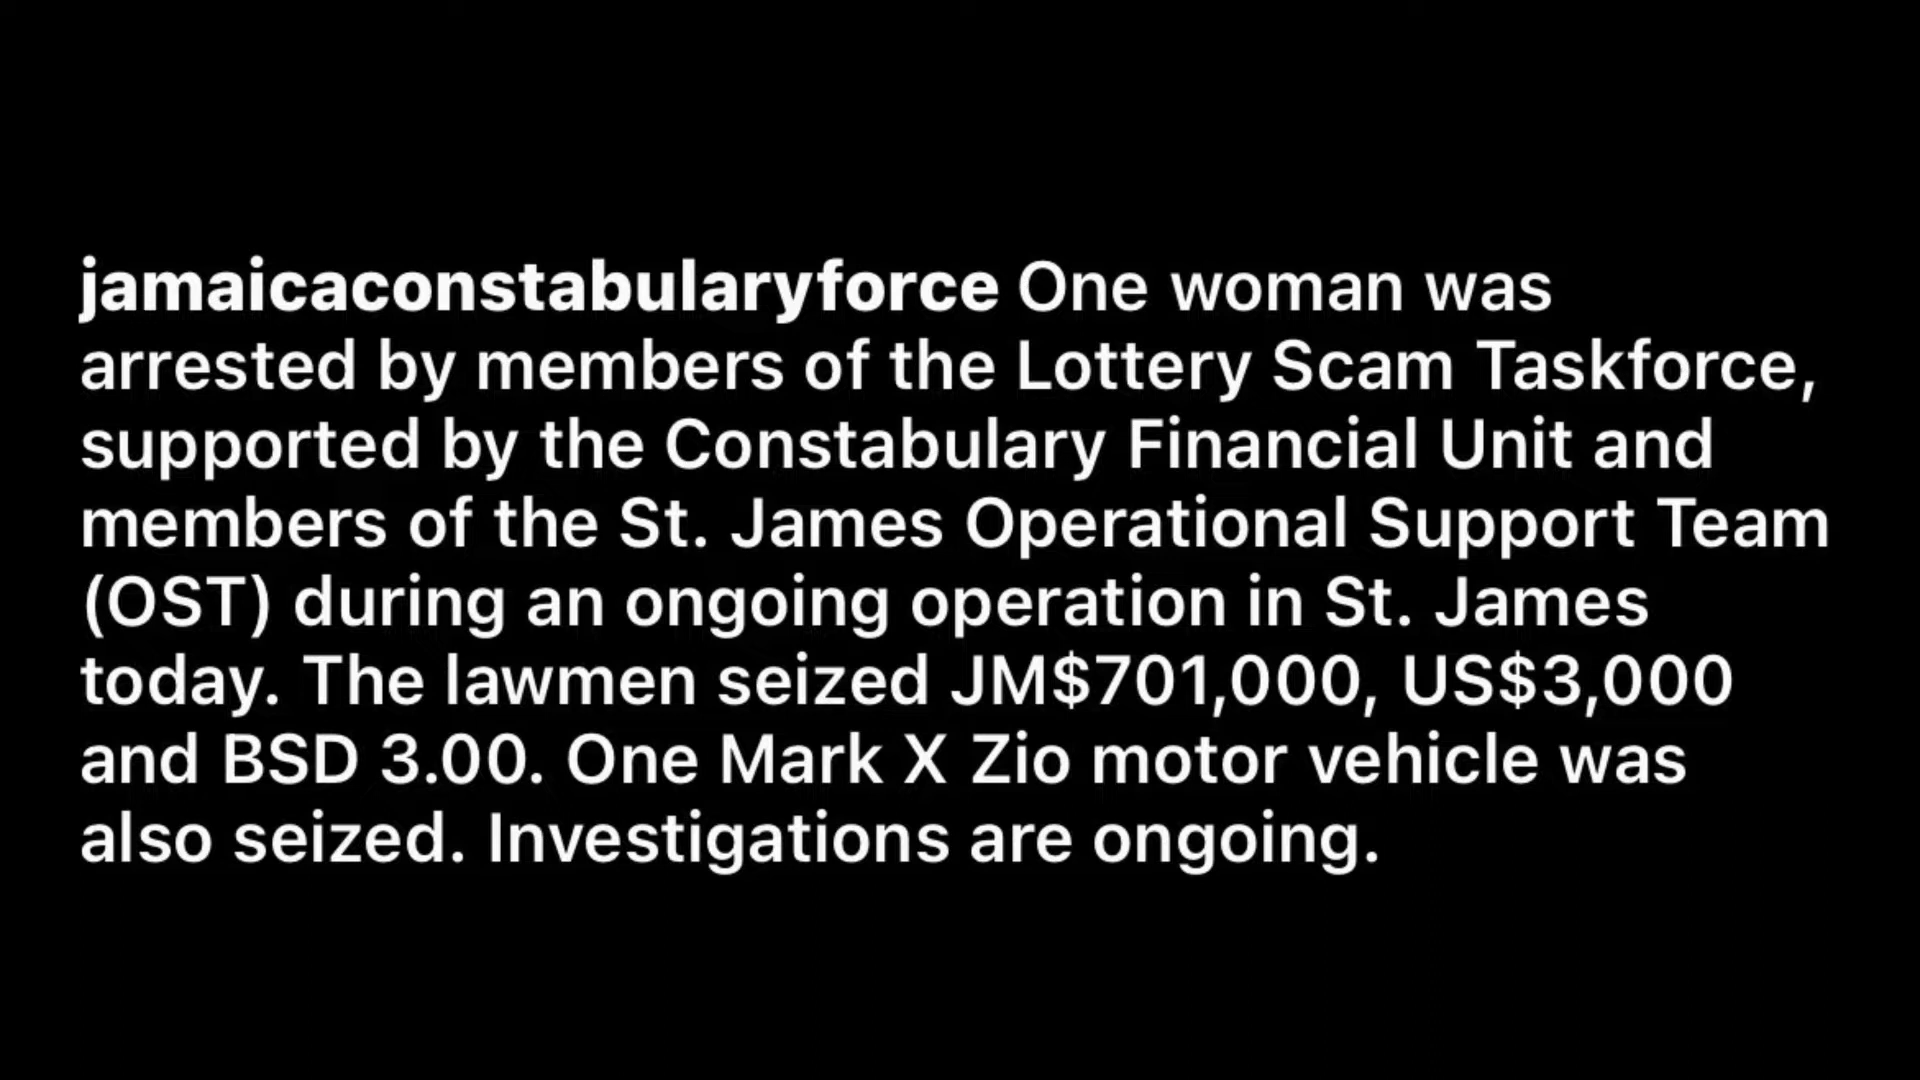 jamaicaconstabularyforce One woman was
arrested by members of the Lottery Scam Taskforce,
supported by the Constabulary Financial Unit and
members of the St. James Operational Support Team
(OST) during an ongoing operation in St. James
today. The lawmen seized JM$701,000, US$3,000
and BSD 3.00. One Mark X Zio motor vehicle was
also seized. Investigations are ongoing.